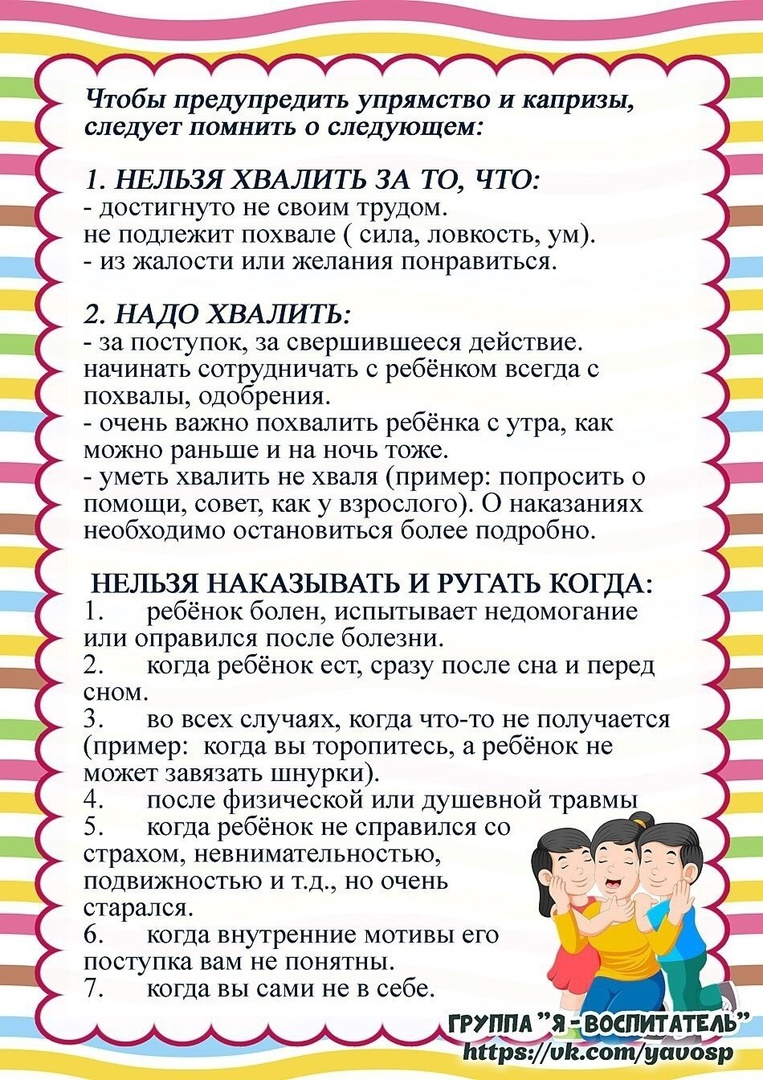 Чтобы предупредить упрямство и капризы,
следует помнить о следующем:
1. НЕЛЬЗЯ ХВАЛИТЬ ЗА ТО, ЧТО:
- достигнуто не своим трудом.
не подлежит похвале ( сила, ловкость, ум).
- из жалости или желания понравиться.
2. НАДО ХВАЛИТЬ:
- за поступок, за свершившееся действие.
начинать сотрудничать с ребёнком всегда с
похвалы, одобрения.
- очень важно похвалить ребёнка с утра, как
можно раньше и на ночь тоже.
- уметь хвалить не хваля (пример: попросить о
помощи, совет, как у взрослого). О наказаниях
необходимо остановиться более подробно.
НЕЛЬЗЯ НАКАЗЫВАТЬ И РУГАТЬ КОГДА:
1. ребёнок болен, испытывает недомогание
или оправился после болезни.
2. когда ребёнок ест, сразу после сна и перед
сном.
3. во всех случаях, когда что-то не получается
(пример: когда вы торопитесь, а ребёнок не
может завязать шнурки).
4. после физической или душевной травмы
5. когда ребёнок не справился со
страхом, невнимательностью,
подвижностью и т.д., но очень
старался.
6. когда внутренние мотивы его
поступка вам не понятны.
7. когда вы сами не в себе.
ГРУППА "Я - ВОСПИТАТЕЛЬ"
https://vk.com/yavosp